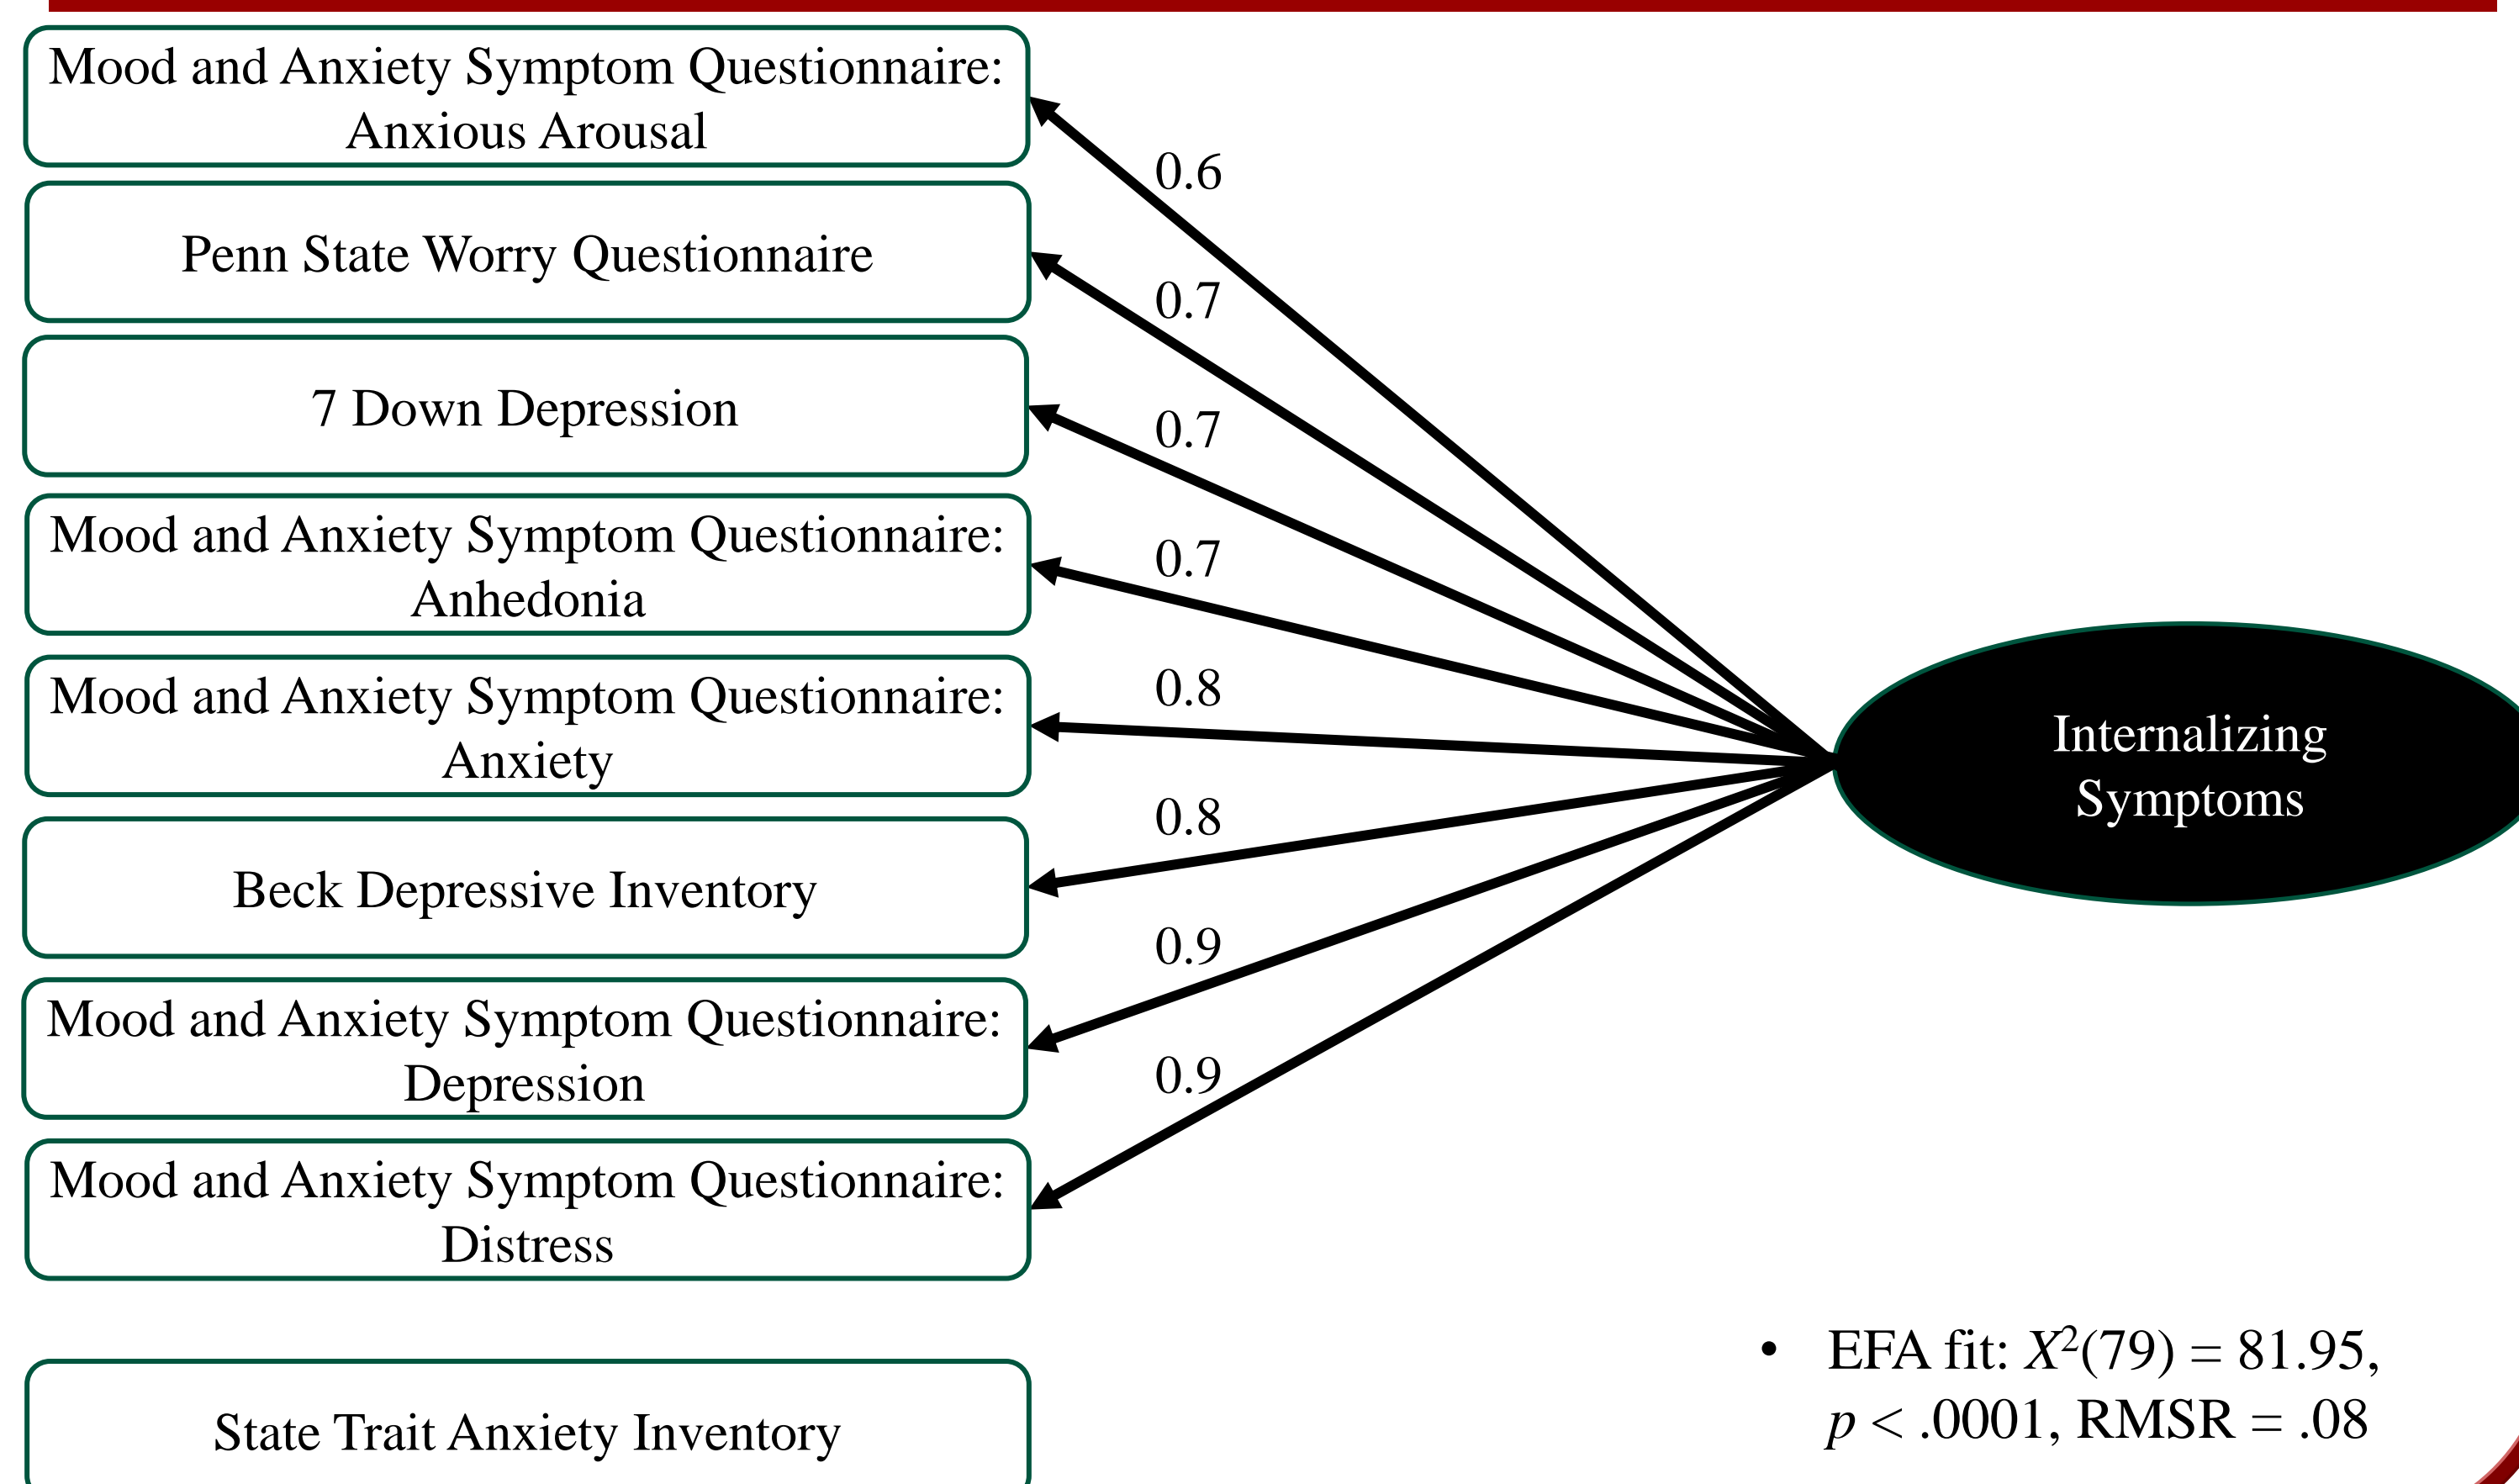 Mood and Anxiety Symptom Questionnaire:
Anxious Arousal
0.6
Penn State Worry Questionnaire
0.7
7 Down Depression
0.7
Mood and Anxiety Symptom Questionnaire:
Anhedonia
0.7
Mood and Anxiety Symptom Questionnaire:
Anxiety
0.8
Internalizing
Symptoms
Beck Depressive Inventory
0.8
Mood and Anxiety Symptom Questionnaire:
Depression
0.9
Mood and Anxiety Symptom Questionnaire:
Distress
0.9
State Trait Anxiety Inventory
• EFA fit: X²(79) = 81.95,
p < .0001, RMSR = .08